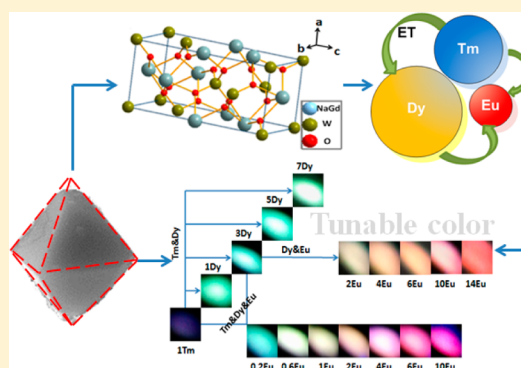 a
b
c
NaGd
W
O
ET
Tm
Dy
Eu
Tunable color
7Dy
5Dy
3Dy
1Dy
1Tm
Tm&Dy
Dy&Eu
Tm&Dy&Eu
2Eu 4Eu 6Eu 10Eu 14Eu
0.2Eu 0.6Eu 1Eu 2Eu 4Eu 6Eu 10Eu